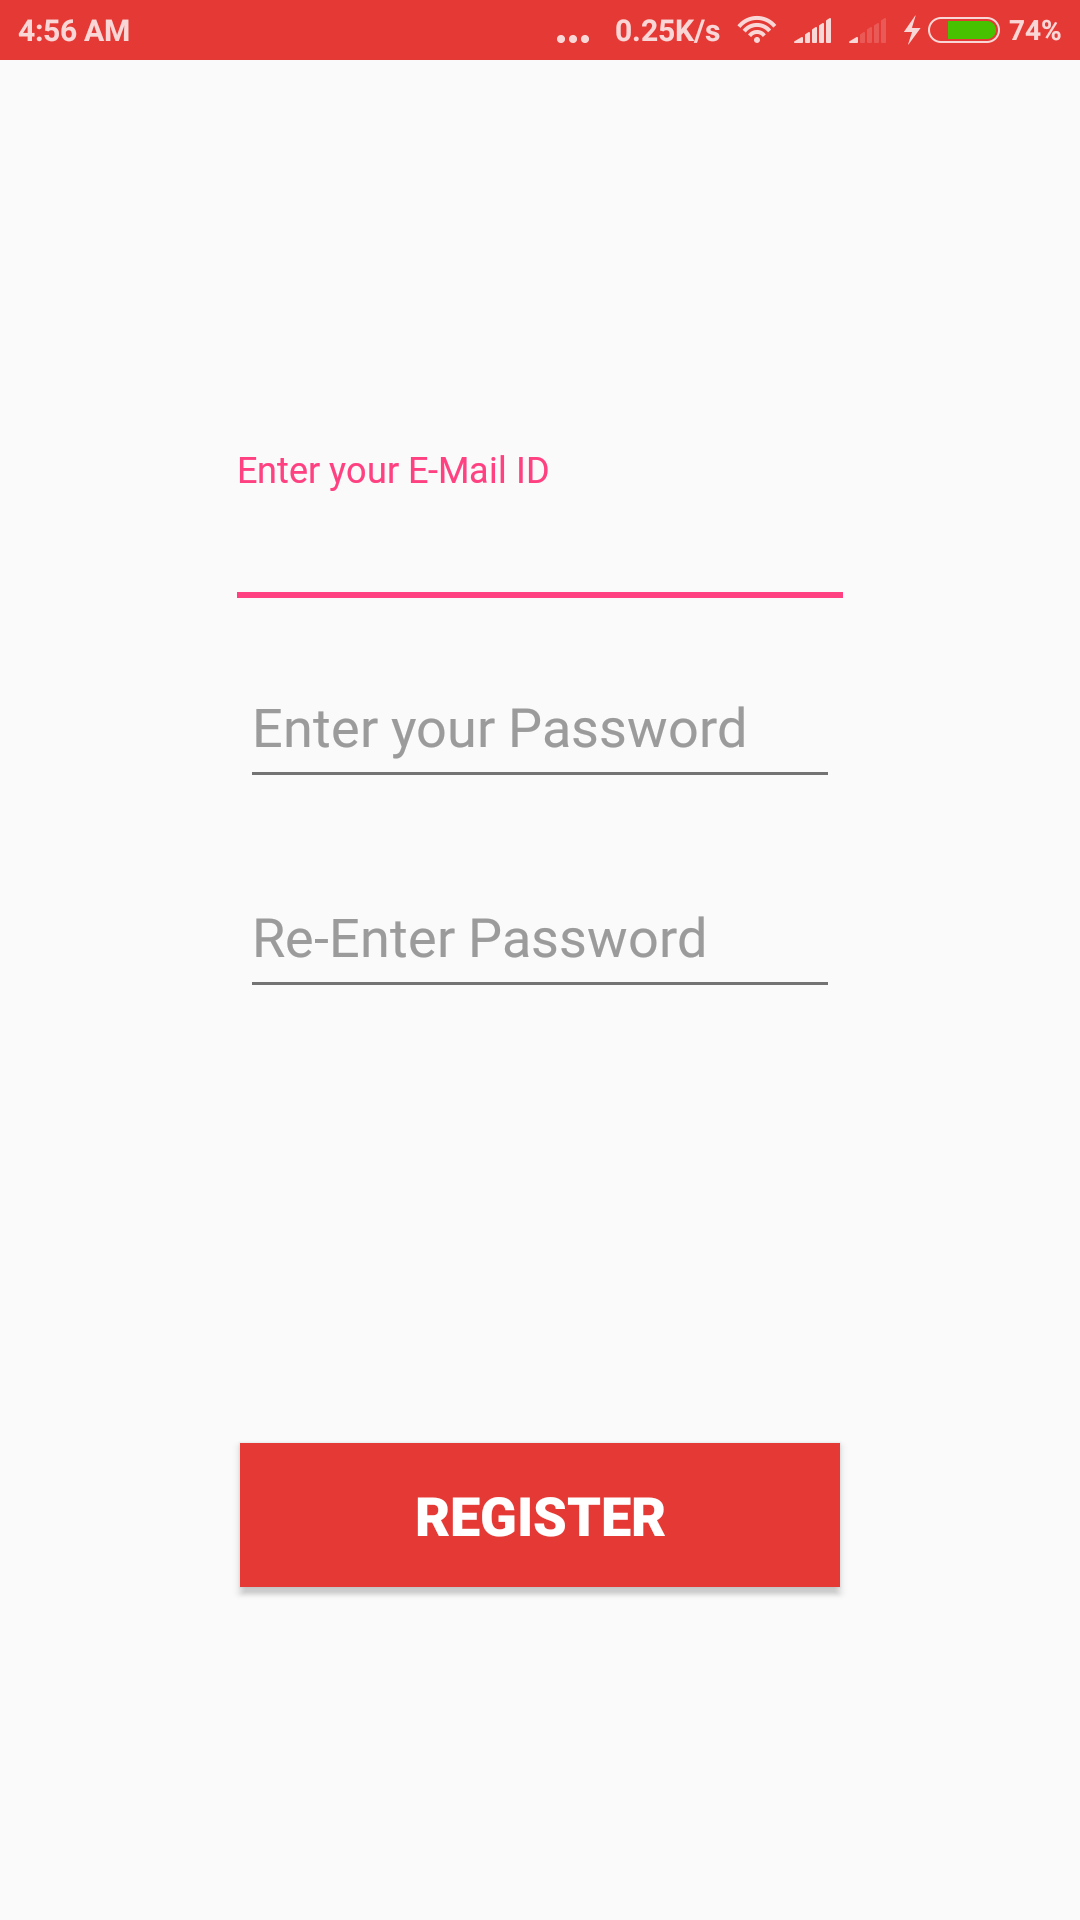 4:56 AM ... 0.25K/s 74%
Enter your E-Mail ID
Enter your Password
Re-Enter Password
REGISTER